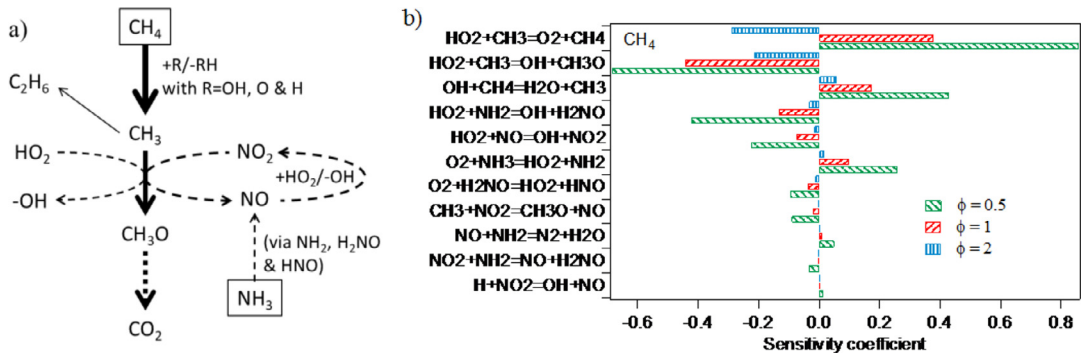 a)
CH₄
+R/-RH
with R=OH, O & H
C₂H₆
CH₃
HO₂
NO₂
+HO₂/-OH
-OH
NO
CH₃O
(via NH₂, H₂NO
& HNO)
NH₃
CO₂
b)
CH₄
HO2+CH3=O2+CH4
HO2+CH3=OH+CH3O
OH+CH4=H2O+CH3
HO2+NH2=OH+H2NO
HO2+NO=OH+NO2
O2+NH3=HO2+NH2
O2+H2NO=HO2+HNO
CH3+NO2=CH3O+NO
NO+NH2=N2+H2O
NO2+NH2=NO+H2NO
H+NO2=OH+NO
ϕ = 0.5
ϕ = 1
ϕ = 2
-0.6 -0.4 -0.2 0.0 0.2 0.4 0.6 0.8
Sensitivity coefficient